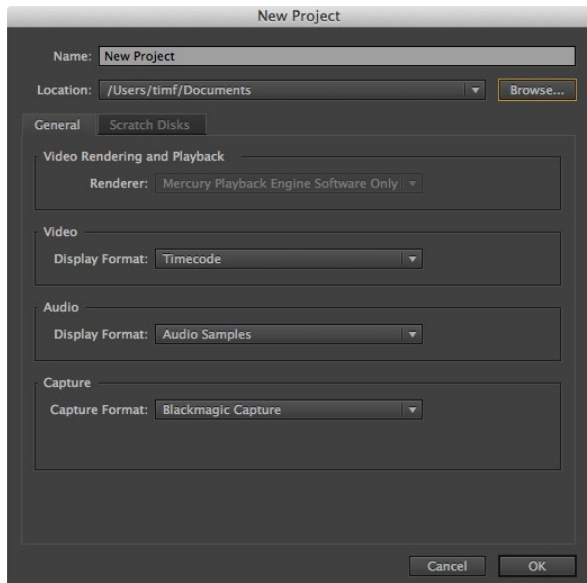 New Project
Name: New Project
Location: /Users/timf/Documents Browse...
General Scratch Disks
Video Rendering and Playback
Renderer: Mercury Playback Engine Software Only
Video
Display Format: Timecode
Audio
Display Format: Audio Samples
Capture
Capture Format: Blackmagic Capture
Cancel OK